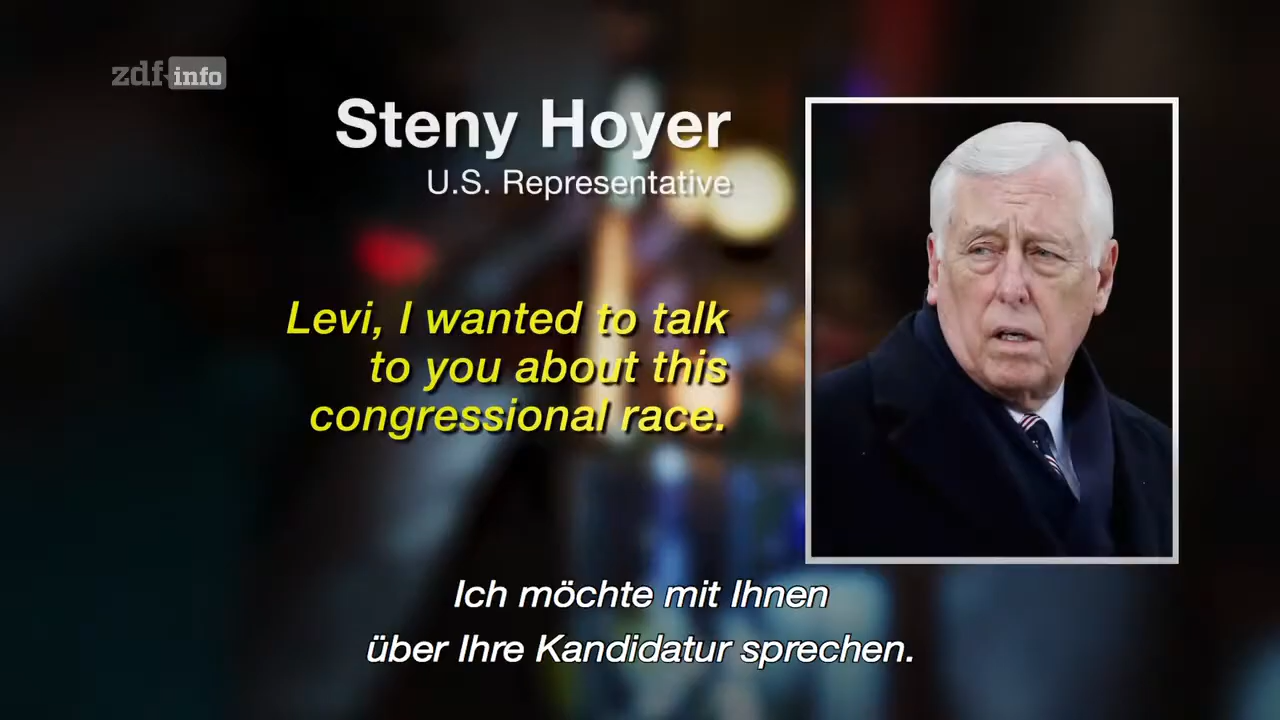 zdf info
Steny Hoyer
U.S. Representative
Levi, I wanted to talk
to you about this
congressional race.
Ich möchte mit Ihnen
über Ihre Kandidatur sprechen.